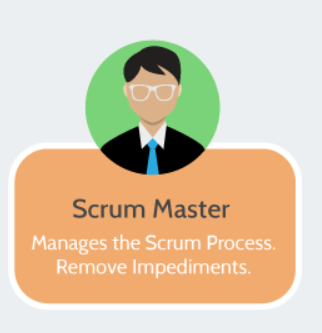 Scrum Master
Manages the Scrum Process.
Remove Impediments.